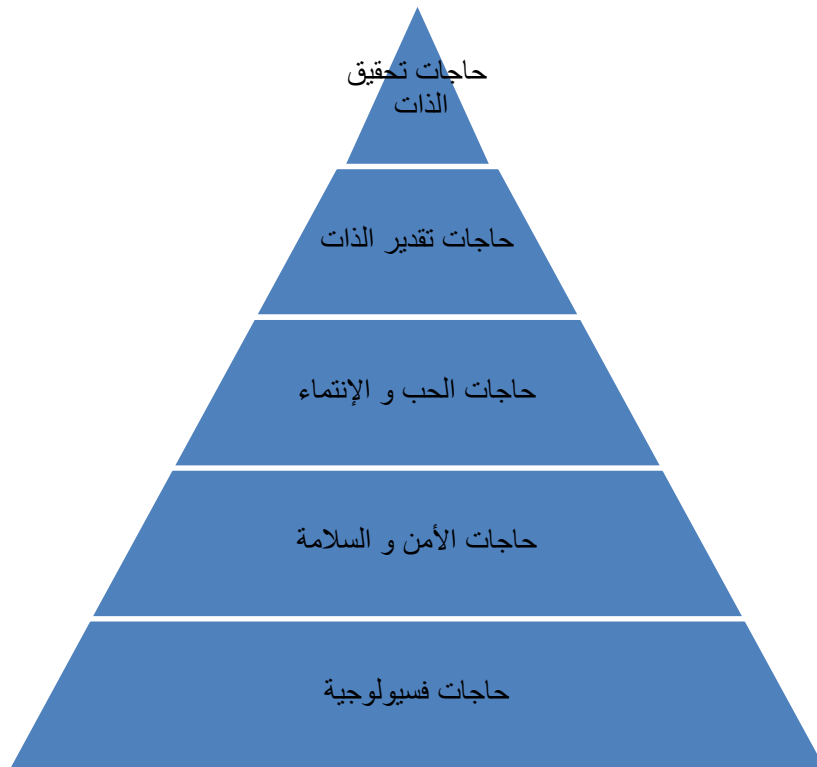 حاجات تحقيق
الذات
حاجات تقدير الذات
حاجات الحب و الإنتماء
حاجات الأمن و السلامة
حاجات فسيولوجية